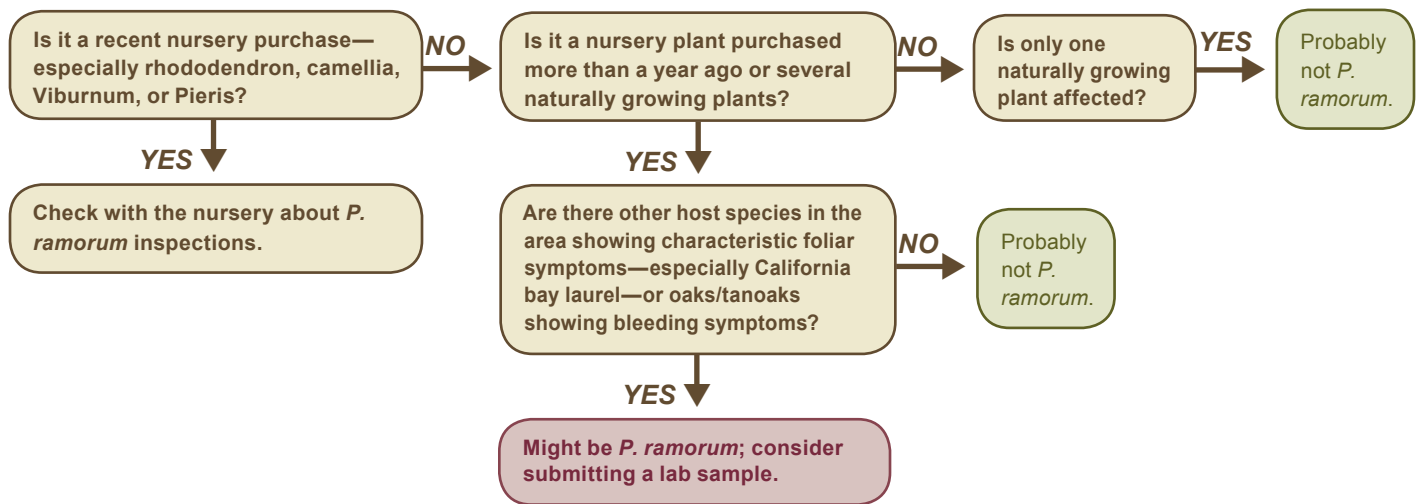 Is it a recent nursery purchase—
especially rhododendron, camellia,
Viburnum, or Pieris?
NO
Is it a nursery plant purchased
more than a year ago or several
naturally growing plants?
NO
Is only one
naturally growing
plant affected?
YES
Probably
not P.
ramorum.
YES
Check with the nursery about P.
ramorum inspections.
YES
Are there other host species in the
area showing characteristic foliar
symptoms—especially California
bay laurel—or oaks/tanoaks
showing bleeding symptoms?
NO
Probably
not P.
ramorum.
YES
Might be P. ramorum; consider
submitting a lab sample.